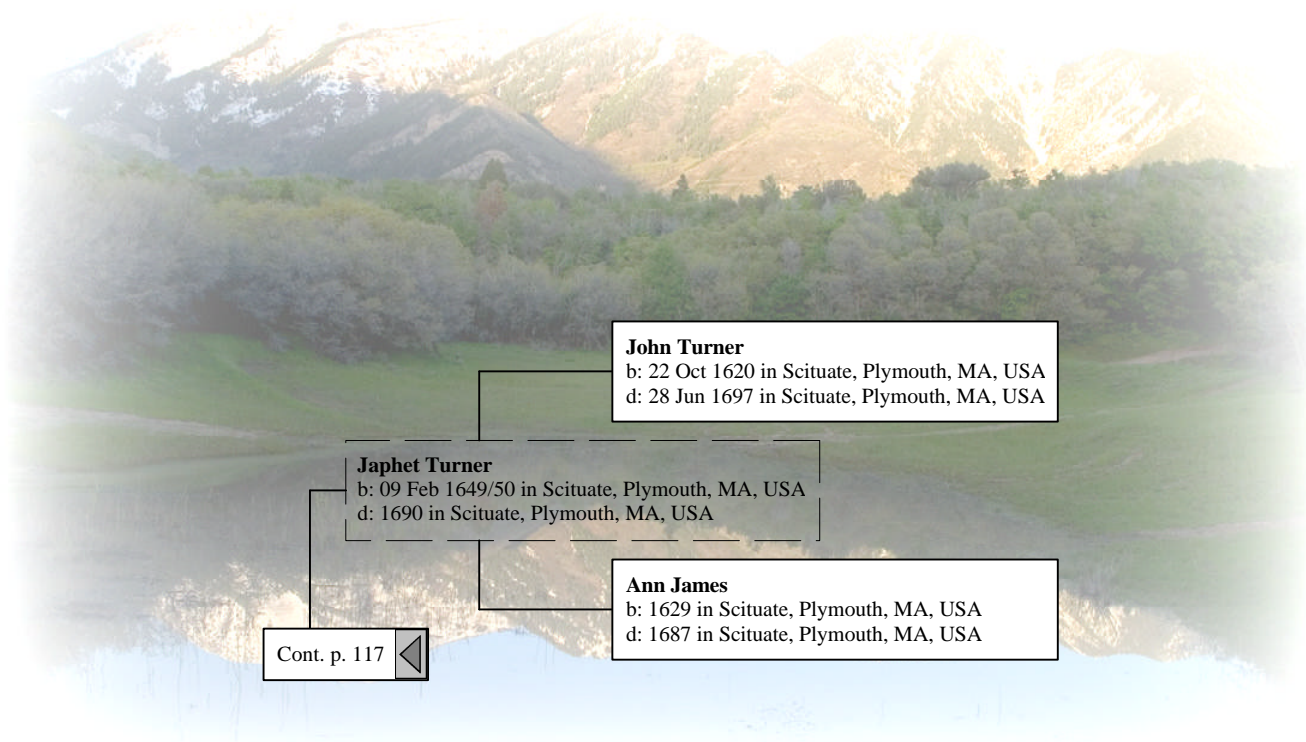 John Turner
b: 22 Oct 1620 in Scituate, Plymouth, MA, USA
d: 28 Jun 1697 in Scituate, Plymouth, MA, USA
Japhet Turner
b: 09 Feb 1649/50 in Scituate, Plymouth, MA, USA
d: 1690 in Scituate, Plymouth, MA, USA
Ann James
b: 1629 in Scituate, Plymouth, MA, USA
d: 1687 in Scituate, Plymouth, MA, USA
Cont. p. 117